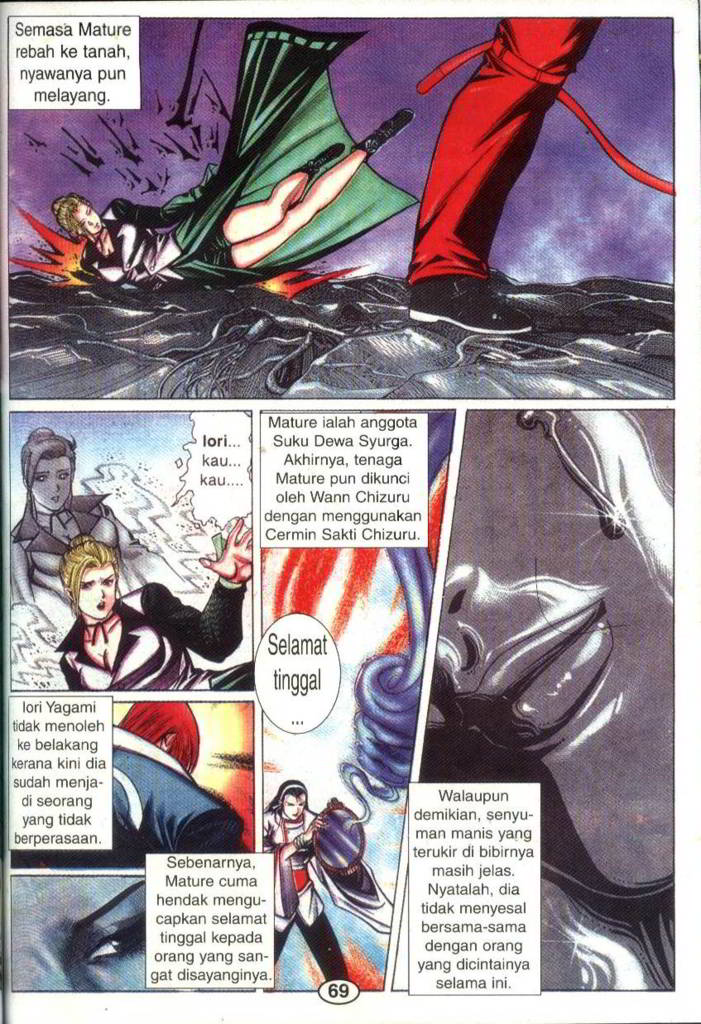 Semasa Mature
rebah ke tanah,
nyawanya pun
melayang.
Iori...
kau...
kau....
Mature ialah anggota
Suku Dewa Syurga.
Akhirnya, tenaga
Mature pun dikunci
oleh Wann Chizuru
dengan menggunakan
Cermin Sakti Chizuru.
Selamat
tinggal
...
Iori Yagami
tidak menoleh
ke belakang
kerana kini dia
sudah menja-
di seorang
yang tidak
berperasaan.
Sebenarnya,
Mature cuma
hendak mengu-
capkan selamat
tinggal kepada
orang yang san-
gat disayanginya.
Walaupun
demikian, senyu-
man manis yang
terukir di bibirnya
masih jelas.
Nyatalah, dia
tidak menyesal
bersama-sama
dengan orang
yang dicintainya
selama ini.
69